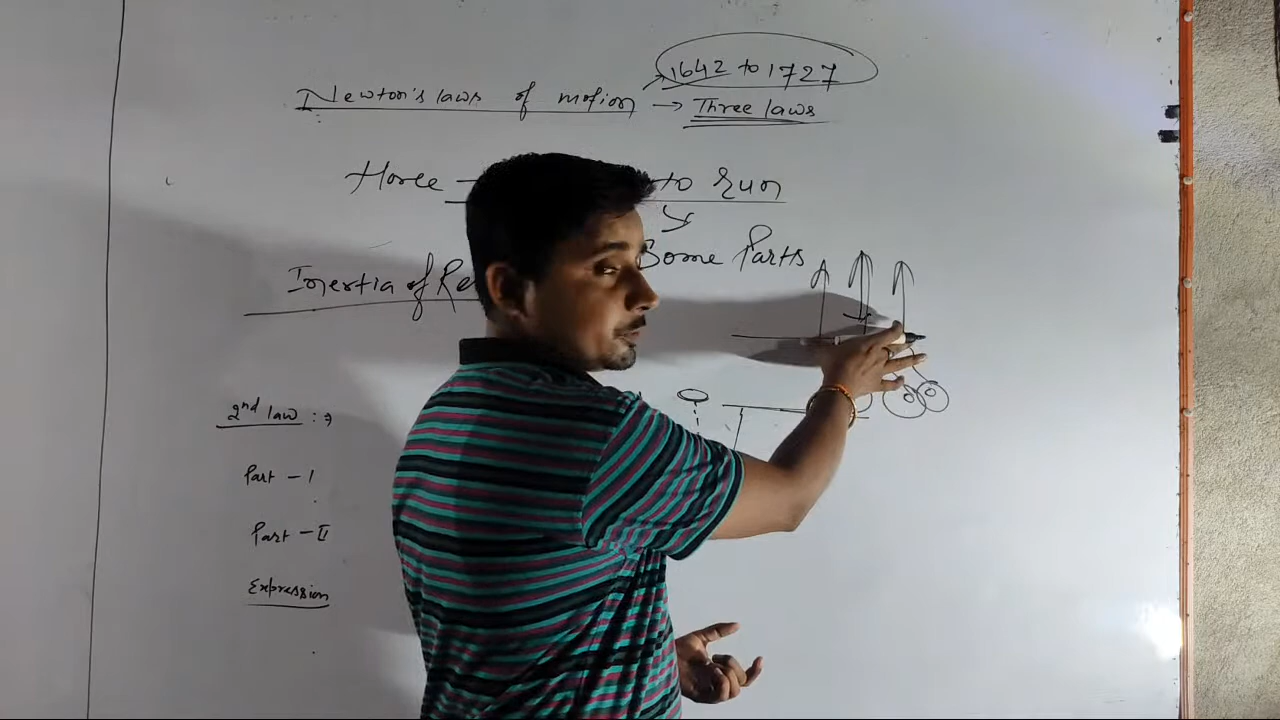 1642 to 1727
Newton's laws of motion → Three laws
Horce to Run
Some Parts
Inertia of Re
2nd law :→
Part - I
Part - II
Expression